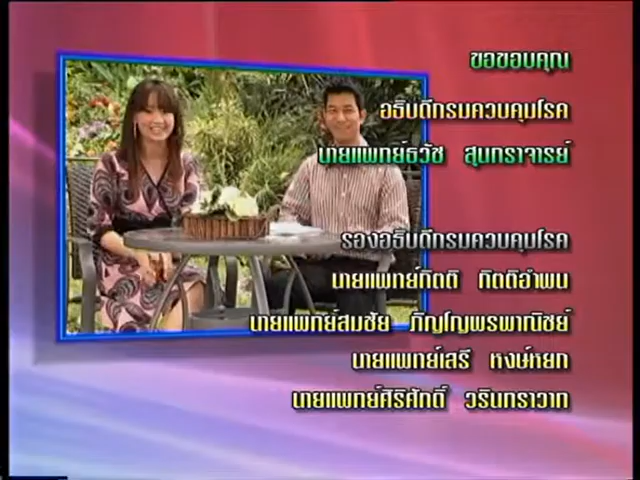 ขอขอบคุณ
อธิบดีกรมควบคุมโรค
นายแพทย์ธวัช สุนทราจารย์
รองอธิบดีกรมควบคุมโรค
นายแพทย์กิตติ กิตติอำพน
นายแพทย์สมชัย ภิญโญพรพาณิชย์
นายแพทย์เสรี หงษ์หยก
นายแพทย์ศิริศักดิ์ วรินทราวาท